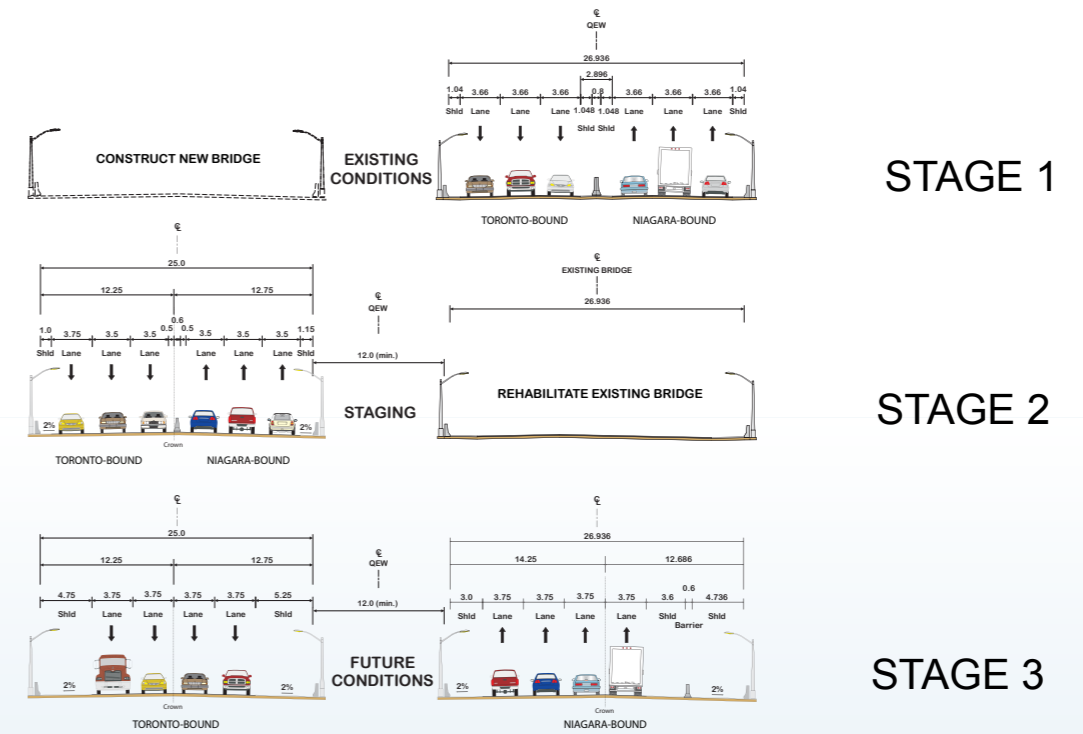 ℄
QEW
26.936
2.896
1.04 3.66 3.66 3.66 0.8 3.66 3.66 3.66 1.04
Shld Lane Lane Lane 1.048 1.048 Lane Lane Lane Shld
Shld Shld
CONSTRUCT NEW BRIDGE
EXISTING
CONDITIONS
STAGE 1
TORONTO-BOUND NIAGARA-BOUND
℄
25.0
12.25 12.75
0.6
1.0 3.75 3.5 3.5 0.5 0.5 3.5 3.5 3.5 1.15
Shld Lane Lane Lane Lane Lane Lane Shld
℄
QEW
12.0 (min.)
℄
EXISTING BRIDGE
26.936
REHABILITATE EXISTING BRIDGE
STAGING
STAGE 2
2% 2%
Crown
TORONTO-BOUND NIAGARA-BOUND
℄
25.0
12.25 12.75
4.75 3.75 3.75 3.75 3.75 5.25
Shld Lane Lane Lane Lane Shld
℄
QEW
12.0 (min.)
℄
26.936
14.25 12.686
0.6
3.0 3.75 3.75 3.75 3.75 3.6 4.736
Shld Lane Lane Lane Lane Shld Shld
Barrier
FUTURE
CONDITIONS
STAGE 3
2% 2% 2% 2%
Crown Crown
TORONTO-BOUND NIAGARA-BOUND